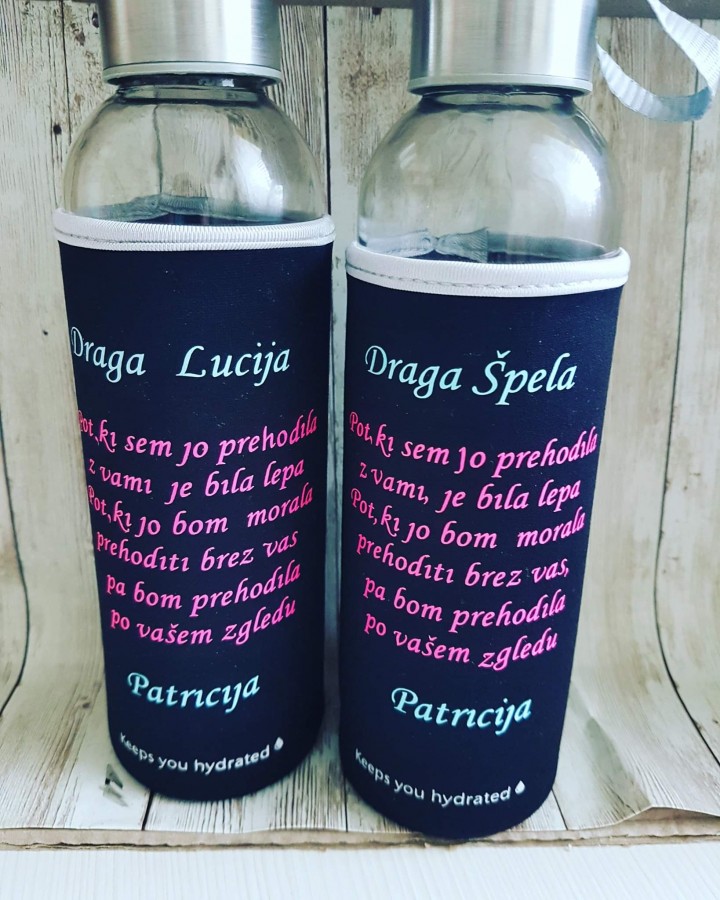 Draga Lucija
Pot,ki sem jo prehodila
z vami je bila lepa
Pot,ki jo bom morala
prehoditi brez vas
pa bom prehodila
po vašem zgledu
Patricija
Keeps you hydrated
Draga Špela
Pot,ki sem jo prehodila
z vami, je bila lepa
Pot,ki jo bom morala
prehoditi brez vas,
pa bom prehodila
po vašem zgledu
Patricija
Keeps you hydrated